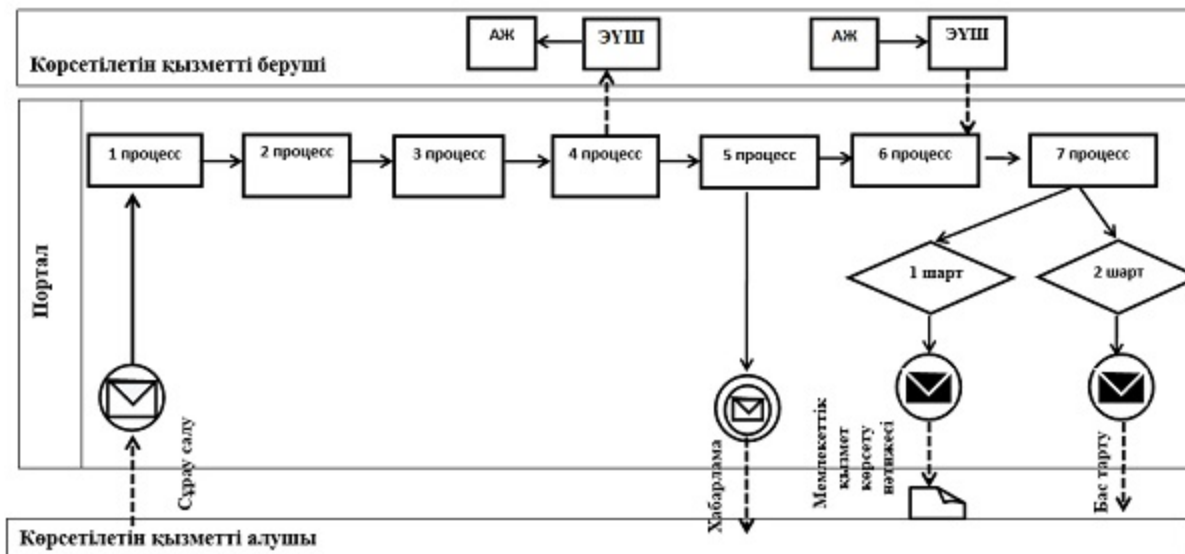 АЖ
ЭҮШ
АЖ
ЭҮШ
Көрсетілетін қызметті беруші
1 процесс
2 процесс
3 процесс
4 процесс
5 процесс
6 процесс
7 процесс
Портал
1 шарт
2 шарт
Сұрау салу
Хабарлама
Мемлекеттік
қызмет
көрсету
нәтижесі
Бас тарту
Көрсетілетін қызметті алушы